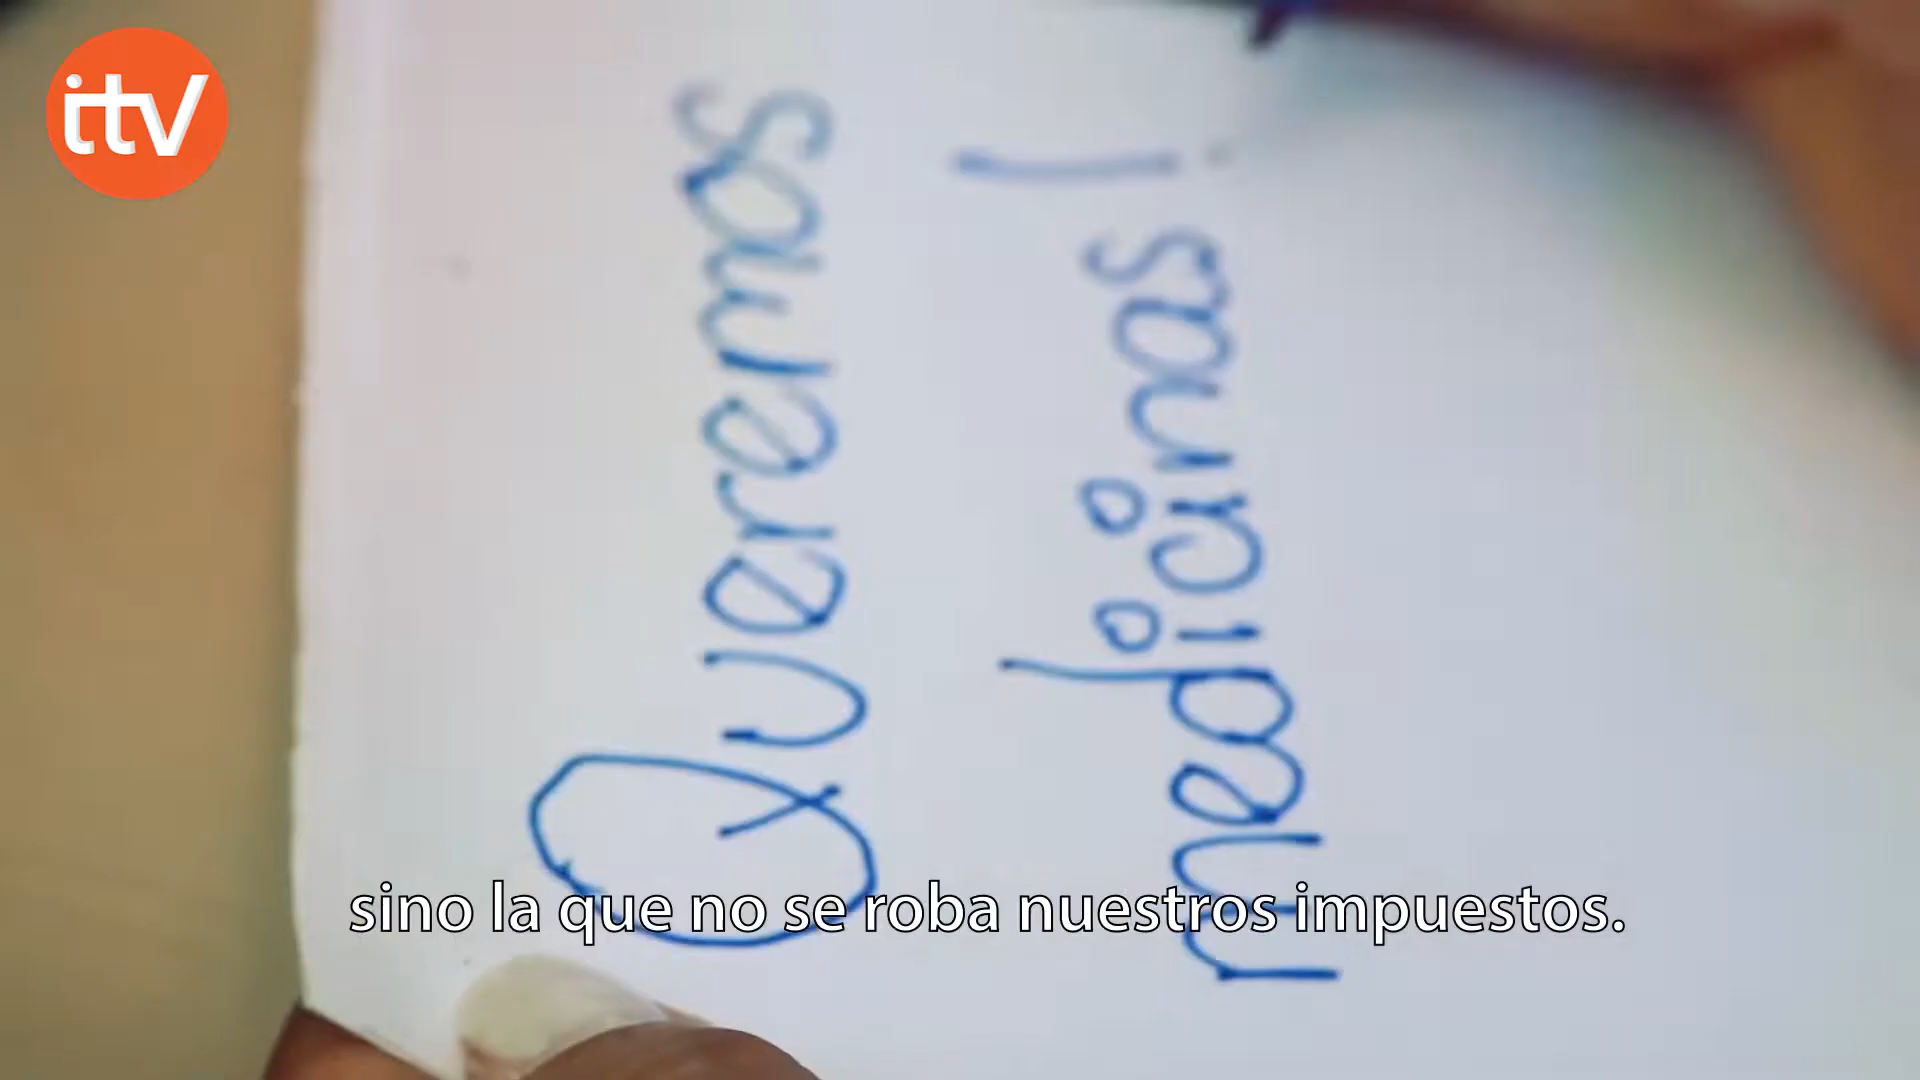 itv
Queremos
medicinas!
sino la que no se roba nuestros impuestos.